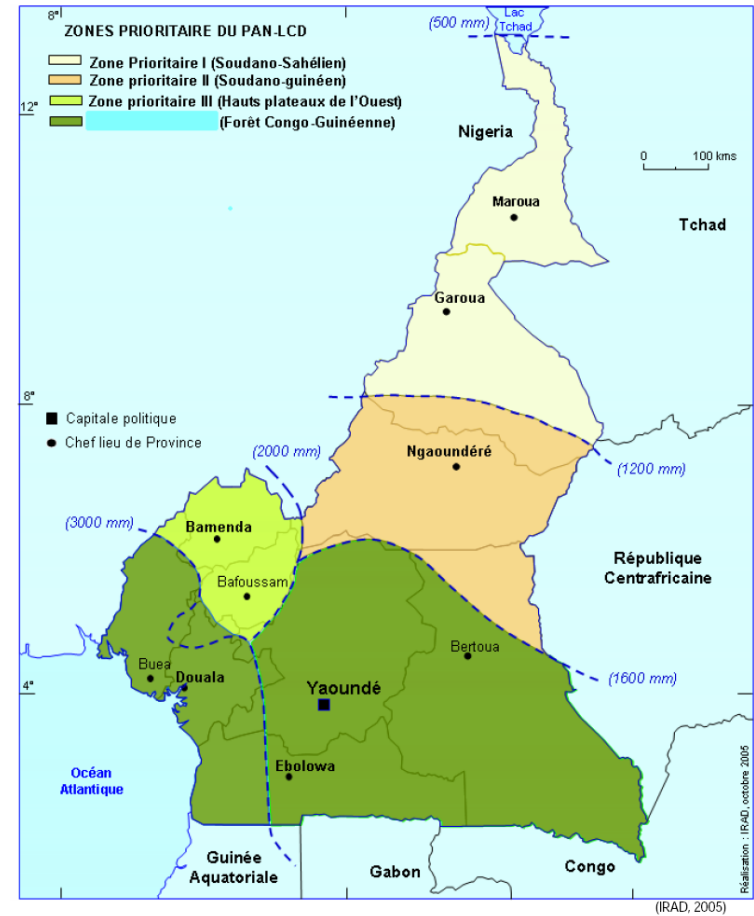 8°
ZONES PRIORITAIRE DU PAN-LCD
Zone Prioritaire I (Soudano-Sahélien)
Zone prioritaire II (Soudano-guinéen)
Zone prioritaire III (Hauts plateaux de l'Ouest)
(Forêt Congo-Guinéenne)
(500 mm)
Lac
Tchad
12°
Nigeria
0 100 kms
Maroua
Tchad
Garoua
8°
Capitale politique
Chef lieu de Province
(2000 mm)
Ngaoundéré
(1200 mm)
(3000 mm)
Bamenda
Bafoussam
République
Centrafricaine
Buea
Douala
Bertoua
Yaoundé
(1600 mm)
4°
Ebolowa
Océan
Atlantique
Guinée
Aquatoriale
Gabon
Congo
Réalisation : IRAD, octobre 2005
(IRAD, 2005)